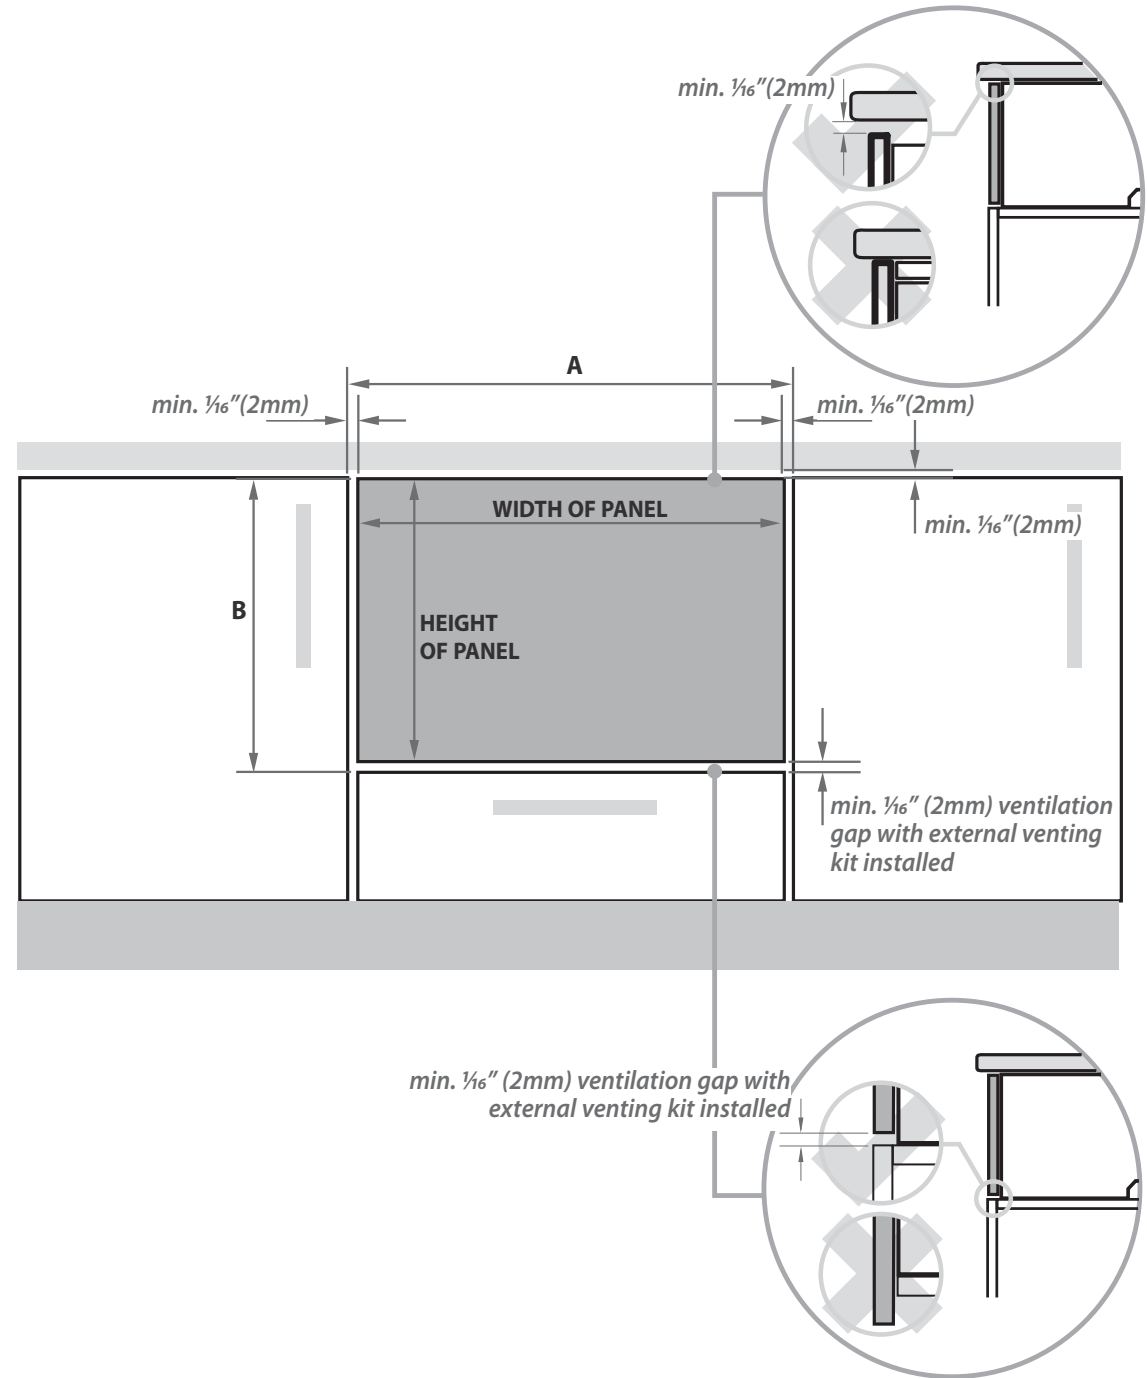 min. 1⁄16”(2mm)
A
min. 1⁄16”(2mm)
min. 1⁄16”(2mm)
WIDTH OF PANEL
min. 1⁄16”(2mm)
B
HEIGHT
OF PANEL
min. 1⁄16” (2mm) ventilation
gap with external venting
kit installed
min. 1⁄16” (2mm) ventilation gap with
external venting kit installed